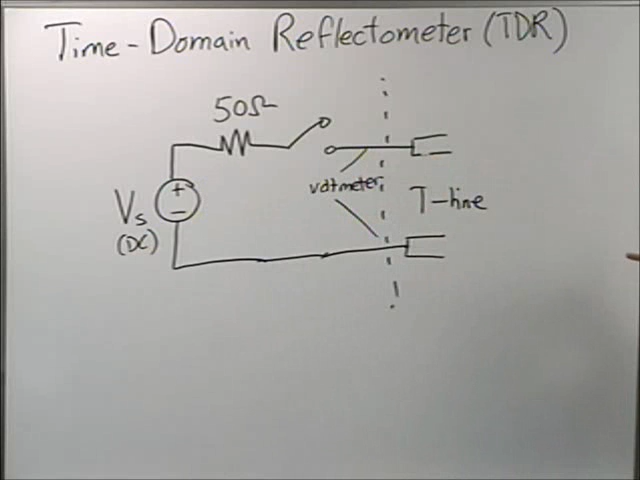 Time-Domain Reflectometer (TDR)
50Ω
voltmeter
T-line
+
Vs
−
(DC)